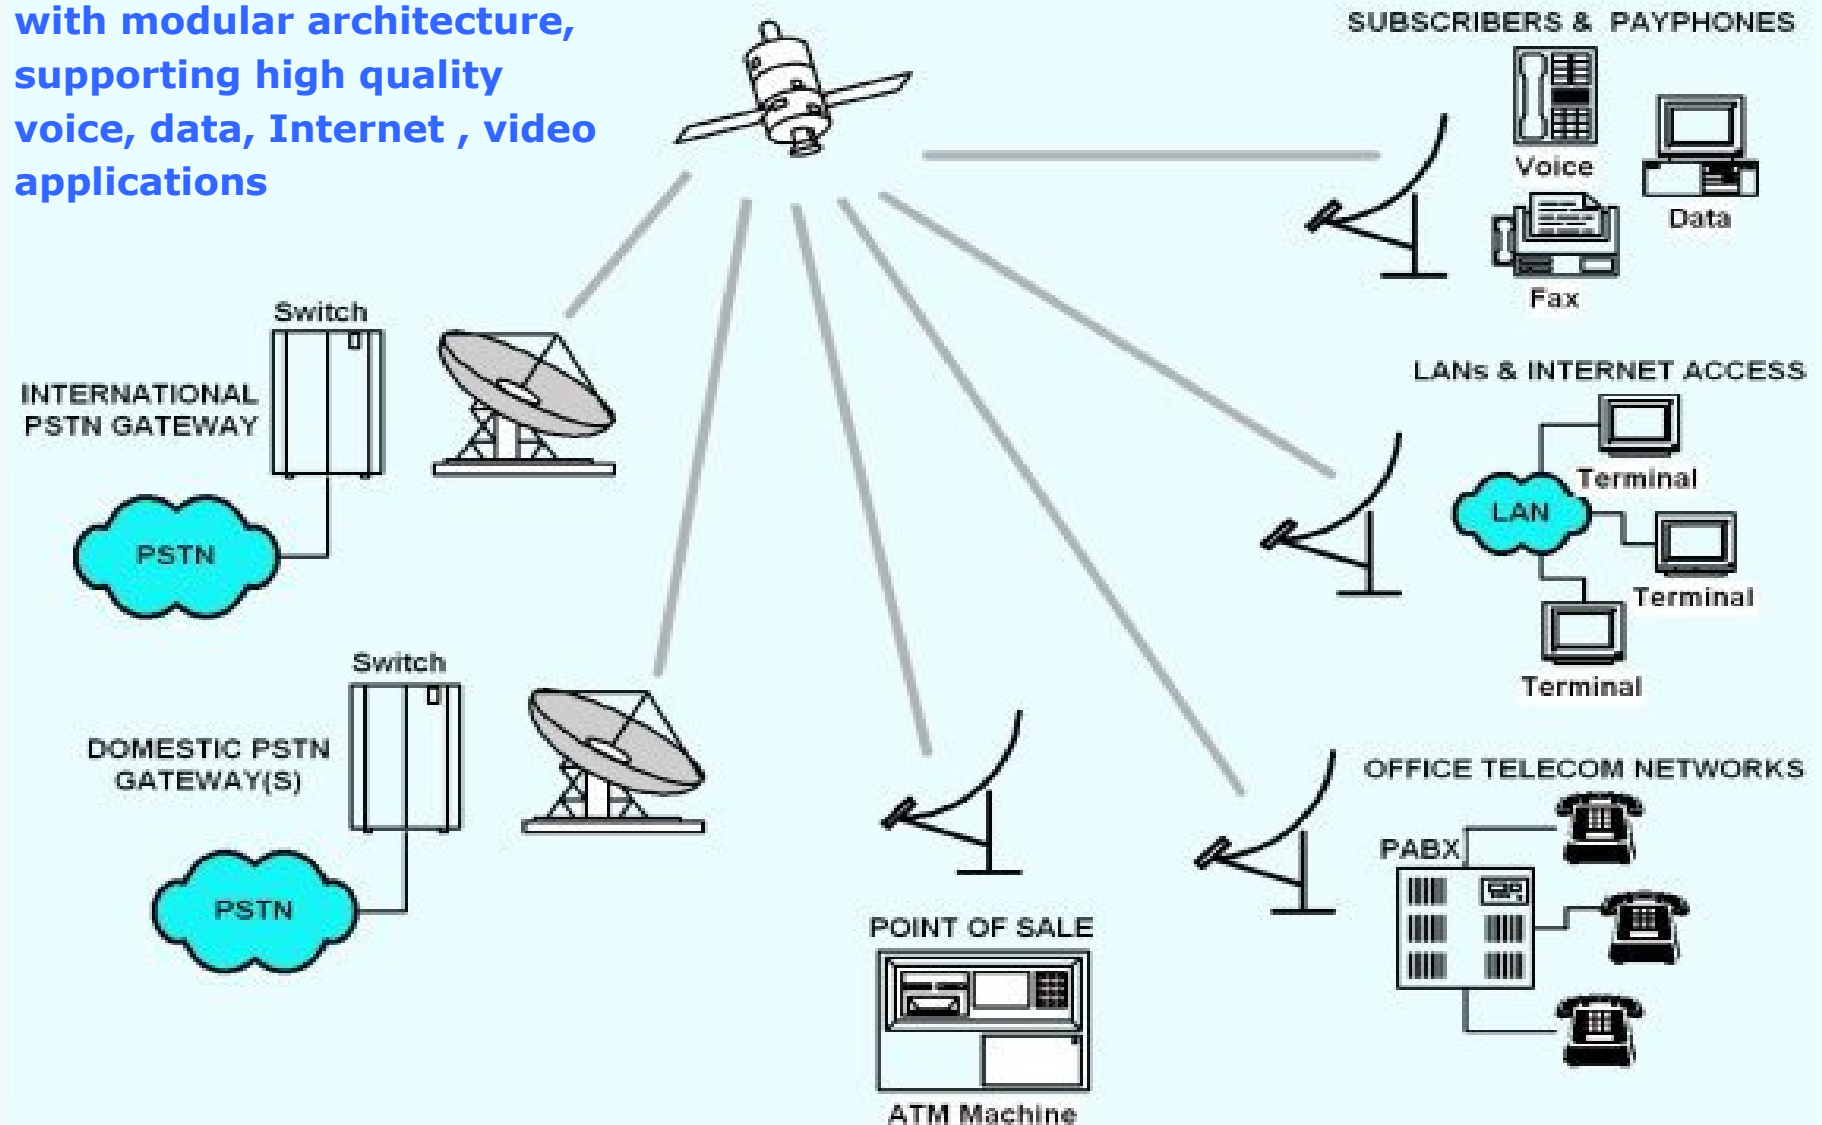 with modular architecture,
supporting high quality
voice, data, Internet , video
applications
SUBSCRIBERS & PAYPHONES
Voice
Data
Fax
Switch
INTERNATIONAL
PSTN GATEWAY
PSTN
LANs & INTERNET ACCESS
Terminal
LAN
Terminal
Terminal
Switch
DOMESTIC PSTN
GATEWAY(S)
PSTN
OFFICE TELECOM NETWORKS
PABX
POINT OF SALE
ATM Machine